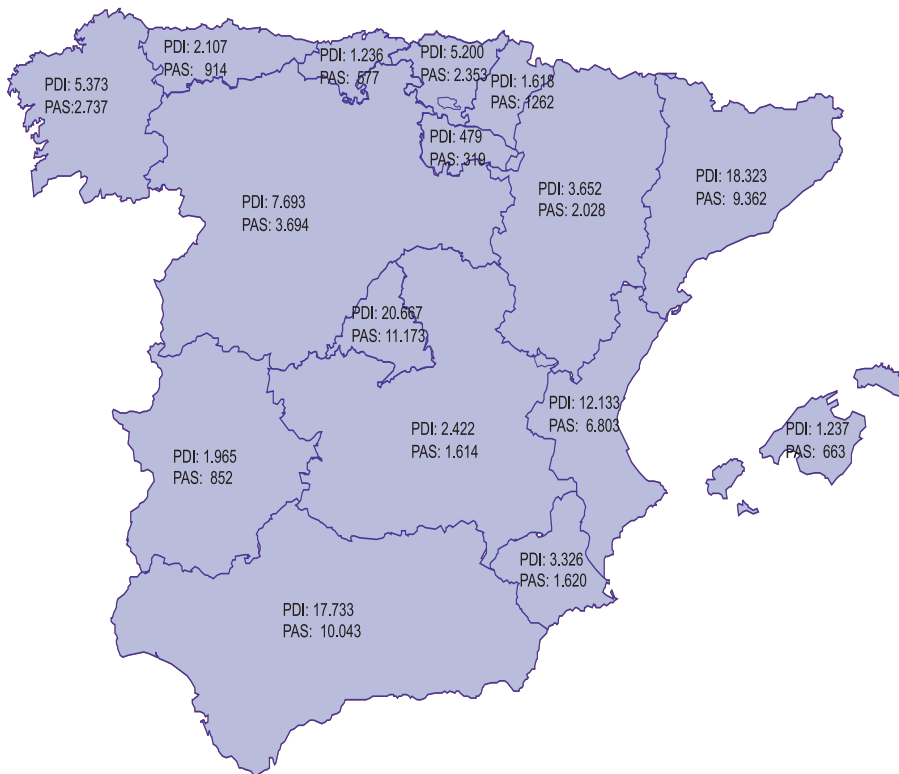 PDI: 5.373
PAS:2.737
PDI: 2.107
PAS: 914
PDI: 1.236
PAS: 577
PDI: 5.200
PAS: 2.353
PDI: 1.618
PAS: 1262
PDI: 479
PAS: 319
PDI: 7.693
PAS: 3.694
PDI: 3.652
PAS: 2.028
PDI: 18.323
PAS: 9.362
PDI: 20.667
PAS: 11.173
PDI: 12.133
PAS: 6.803
PDI: 1.237
PAS: 663
PDI: 2.422
PAS: 1.614
PDI: 1.965
PAS: 852
PDI: 3.326
PAS: 1.620
PDI: 17.733
PAS: 10.043